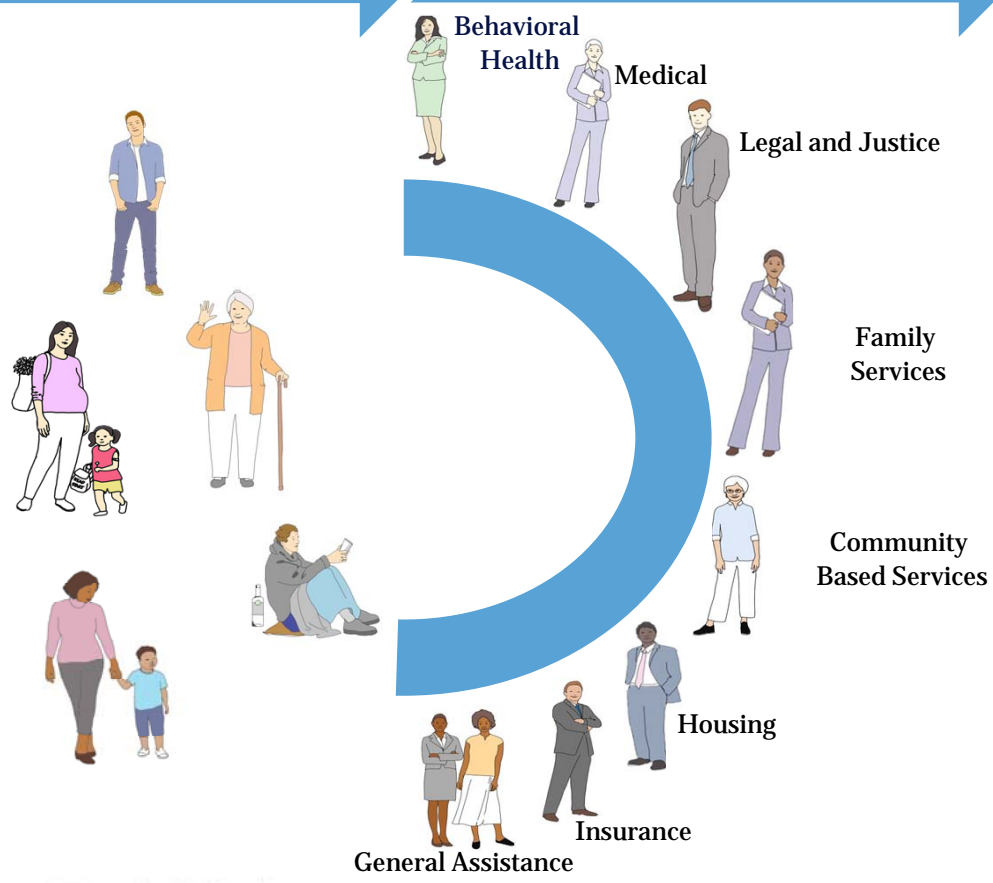 Behavioral
Health
Medical
Legal and Justice
Family
Services
Community
Based Services
Housing
Insurance
General Assistance